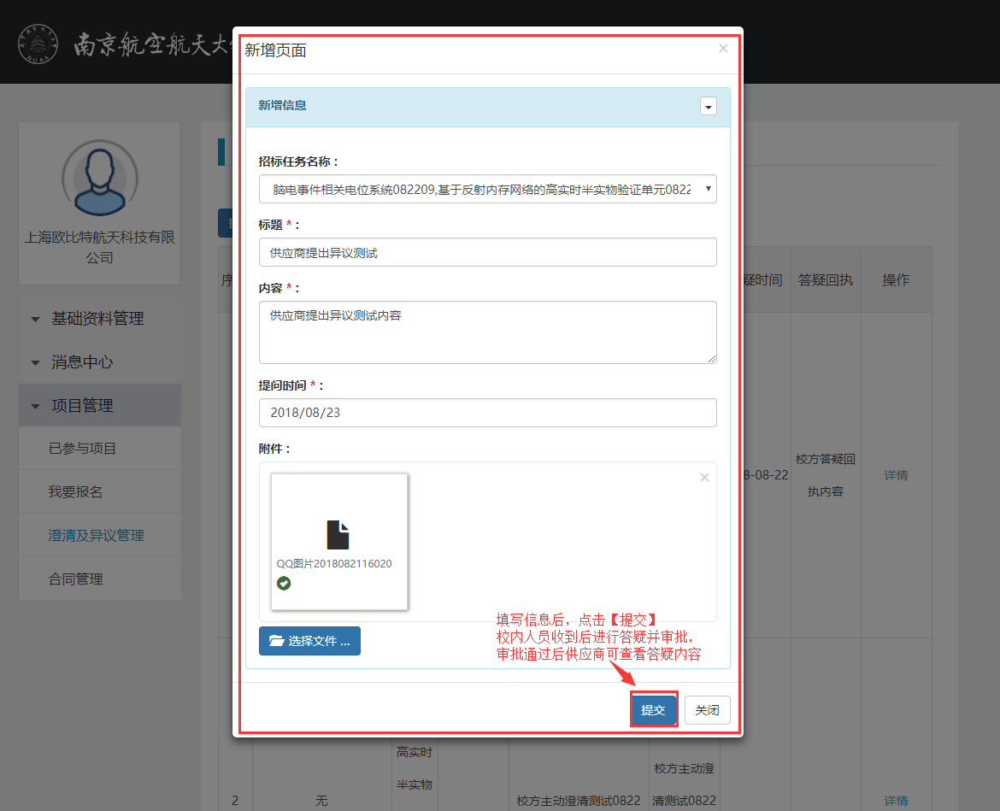 南京航空航天大
NUAA
新增页面
×
新增信息
招标任务名称：
脑电事件相关电位系统082209,基于反射内存网络的高实时半实物验证单元0822
标题 *：
供应商提出异议测试
内容 *：
供应商提出异议测试内容
提问时间 *：
2018/08/23
附件：
×
QQ图片2018082116020
选择文件 ...
填写信息后，点击【提交】
校内人员收到后进行答疑并审批，
审批通过后供应商可查看答疑内容
提交
关闭
上海欧比特航天科技有限
公司
基础资料管理
消息中心
项目管理
已参与项目
我要报名
澄清及异议管理
合同管理
序
疑时间
答疑回执
操作
8-08-22
校方答疑回
执内容
详情
高实时
半实物
2
无
校方主动澄清测试0822
校方主动澄
清测试0822
详情